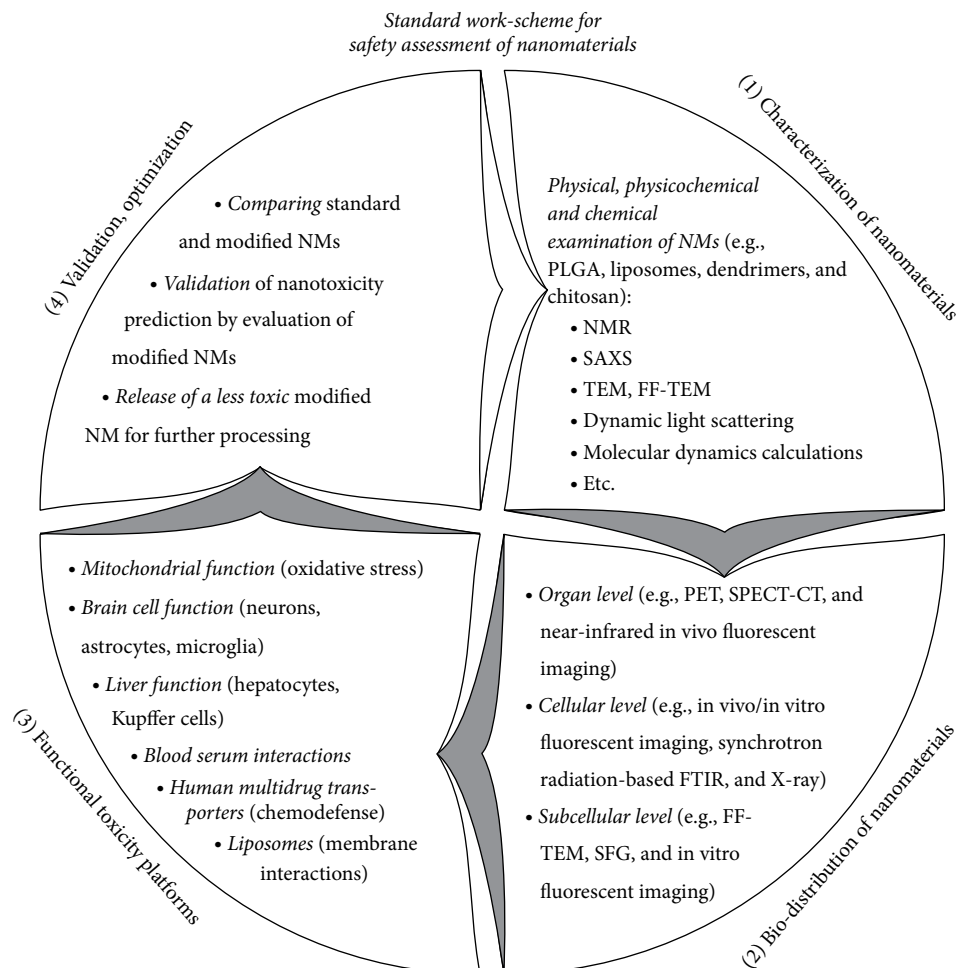 Standard work-scheme for
safety assessment of nanomaterials
(1) Characterization of nanomaterials
Physical, physicochemical
and chemical
examination of NMs (e.g.,
PLGA, liposomes, dendrimers, and
chitosan):
• NMR
• SAXS
• TEM, FF-TEM
• Dynamic light scattering
• Molecular dynamics calculations
• Etc.
(2) Bio-distribution of nanomaterials
• Organ level (e.g., PET, SPECT-CT, and
near-infrared in vivo fluorescent
imaging)
• Cellular level (e.g., in vivo/in vitro
fluorescent imaging, synchrotron
radiation-based FTIR, and X-ray)
• Subcellular level (e.g., FF-
TEM, SFG, and in vitro
fluorescent imaging)
(3) Functional toxicity platforms
• Mitochondrial function (oxidative stress)
• Brain cell function (neurons,
astrocytes, microglia)
• Liver function (hepatocytes,
Kupffer cells)
• Blood serum interactions
• Human multidrug trans-
porters (chemodefense)
• Liposomes (membrane
interactions)
(4) Validation, optimization
• Comparing standard
and modified NMs
• Validation of nanotoxicity
prediction by evaluation of
modified NMs
• Release of a less toxic modified
NM for further processing